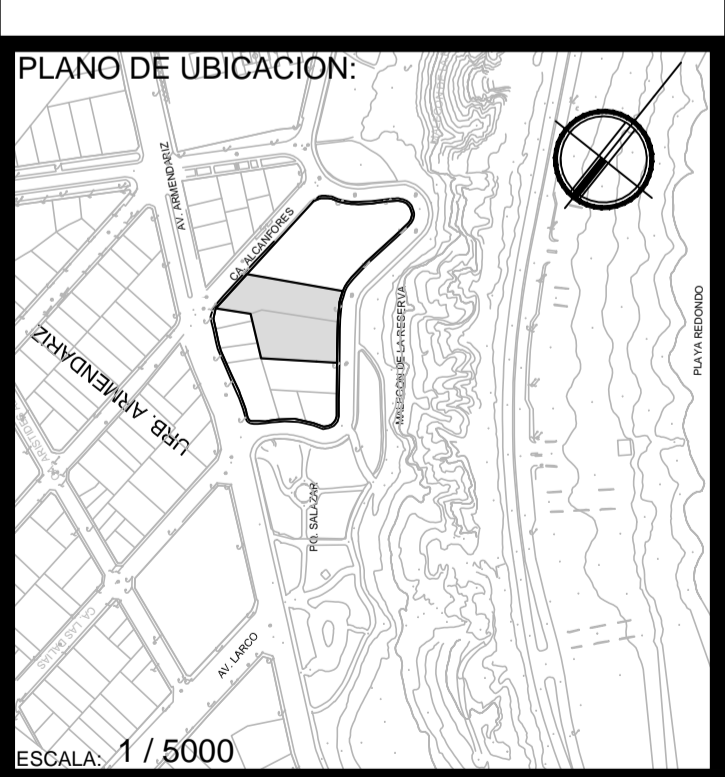 PLANO DE UBICACION:
AV. ARMENDARIZ
CA. ALCANFORES
MALECON DE LA RESERVA
PLAYA REDONDO
URB. ARMENDARIZ
PQ. SALAZAR
CA. LAS DALIAS
AV. LARCO
ESCALA: 1 / 5000